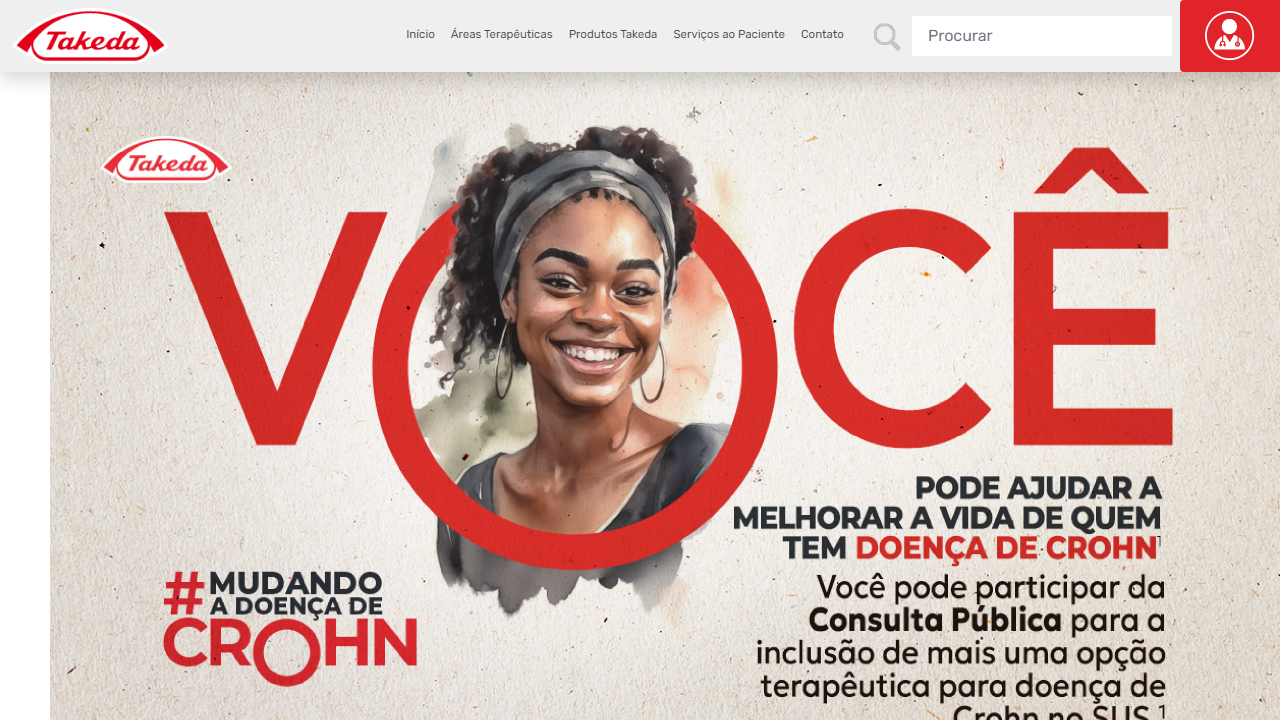 Takeda
Início
Áreas Terapêuticas
Produtos Takeda
Serviços ao Paciente
Contato
Procurar
Takeda
VOCÊ
PODE AJUDAR A
MELHORAR A VIDA DE QUEM
TEM DOENÇA DE CROHN¹
Você pode participar da
Consulta Pública para a
inclusão de mais uma opção
terapêutica para doença de
Crohn no SUS.¹
#MUDANDO
A DOENÇA DE
CROHN